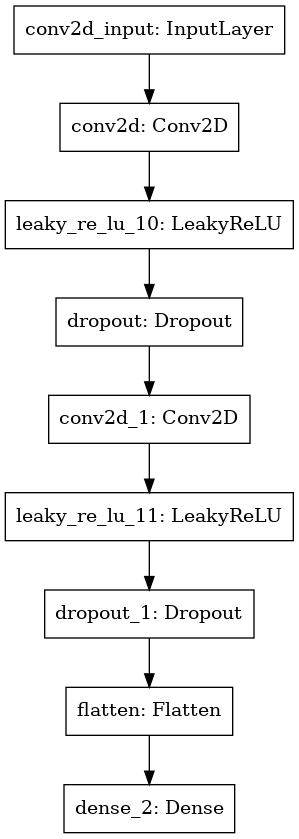 conv2d_input: InputLayer
conv2d: Conv2D
leaky_re_lu_10: LeakyReLU
dropout: Dropout
conv2d_1: Conv2D
leaky_re_lu_11: LeakyReLU
dropout_1: Dropout
flatten: Flatten
dense_2: Dense